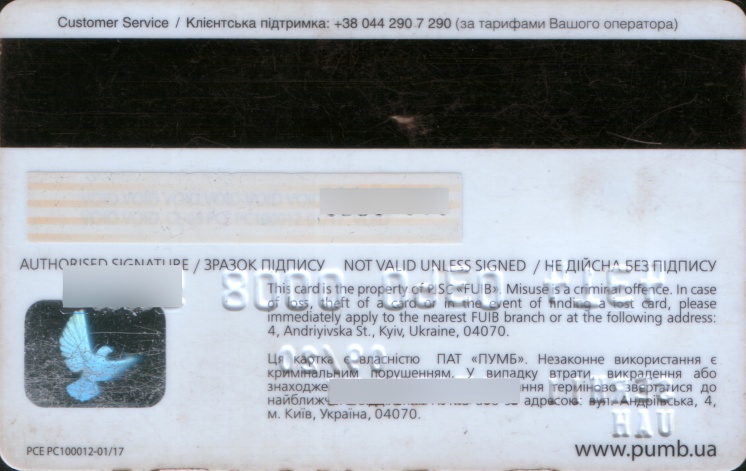 Customer Service / Клієнтська підтримка: +38 044 290 7 290 (за тарифами Вашого оператора)
AUTHORISED SIGNATURE / ЗРАЗОК ПІДПИСУ NOT VALID UNLESS SIGNED / НЕ ДІЙСНА БЕЗ ПІДПИСУ
This card is the property of PJSC «FUIB». Misuse is a criminal offence. In case
of loss, theft of a card or in the event of finding a lost card, please
immediately apply to the nearest FUIB branch or at the following address:
4, Andriyivska St., Kyiv, Ukraine, 04070.
Ця картка є власністю ПАТ «ПУМБ». Незаконне використання є
кримінальним порушенням. У випадку втрати, викрадення або
терміново звертатися до
адресою: вул. Андріївська, 4,
м. Київ, Україна, 04070.
PCE PC100012-01/17
www.pumb.ua